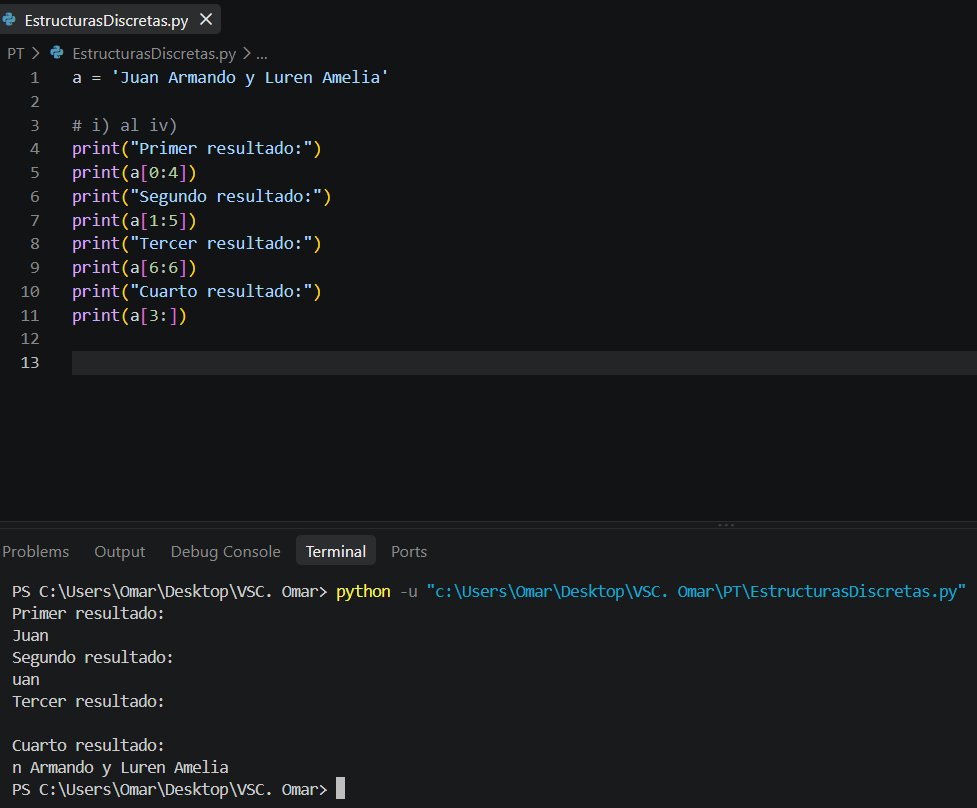 EstructurasDiscretas.py
PT > EstructurasDiscretas.py > ...
1 a = 'Juan Armando y Luren Amelia'
2
3 # i) al iv)
4 print("Primer resultado:")
5 print(a[0:4])
6 print("Segundo resultado:")
7 print(a[1:5])
8 print("Tercer resultado:")
9 print(a[6:6])
10 print("Cuarto resultado:")
11 print(a[3:])
12
13
Problems Output Debug Console Terminal Ports
PS C:\Users\Omar\Desktop\VSC. Omar> python -u "c:\Users\Omar\Desktop\VSC. Omar\PT\EstructurasDiscretas.py"
Primer resultado:
Juan
Segundo resultado:
uan
Tercer resultado:

Cuarto resultado:
n Armando y Luren Amelia
PS C:\Users\Omar\Desktop\VSC. Omar>